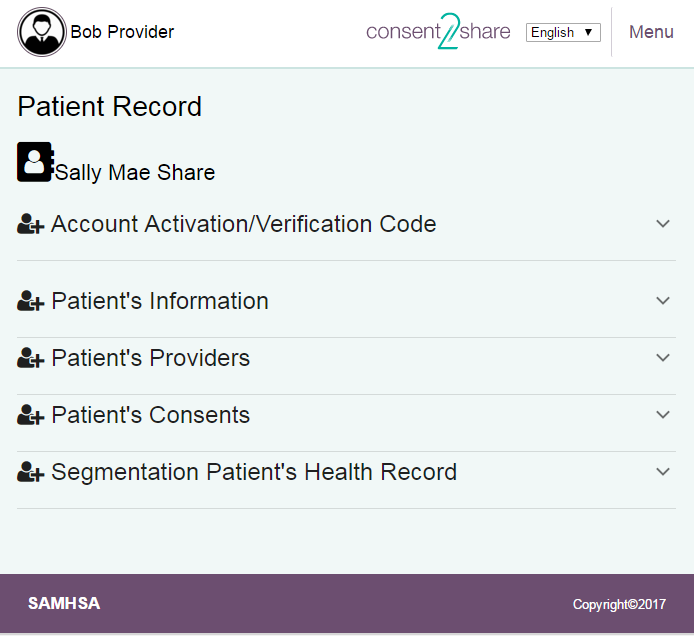 Bob Provider
consent2share
English
Menu
Patient Record
Sally Mae Share
Account Activation/Verification Code
Patient's Information
Patient's Providers
Patient's Consents
Segmentation Patient's Health Record
SAMHSA
Copyright©2017